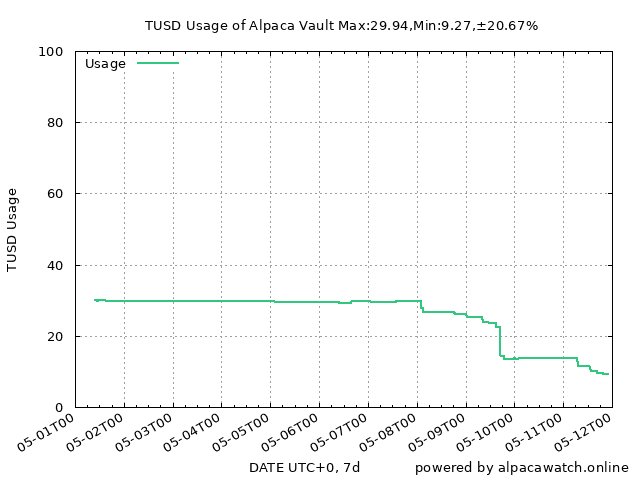 TUSD Usage of Alpaca Vault Max:29.94,Min:9.27,±20.67%
Usage
100
80
60
40
20
0
TUSD Usage
05-01T00
05-02T00
05-03T00
05-04T00
05-05T00
05-06T00
05-07T00
05-08T00
05-09T00
05-10T00
05-11T00
05-12T00
DATE UTC+0, 7d
powered by alpacawatch.online